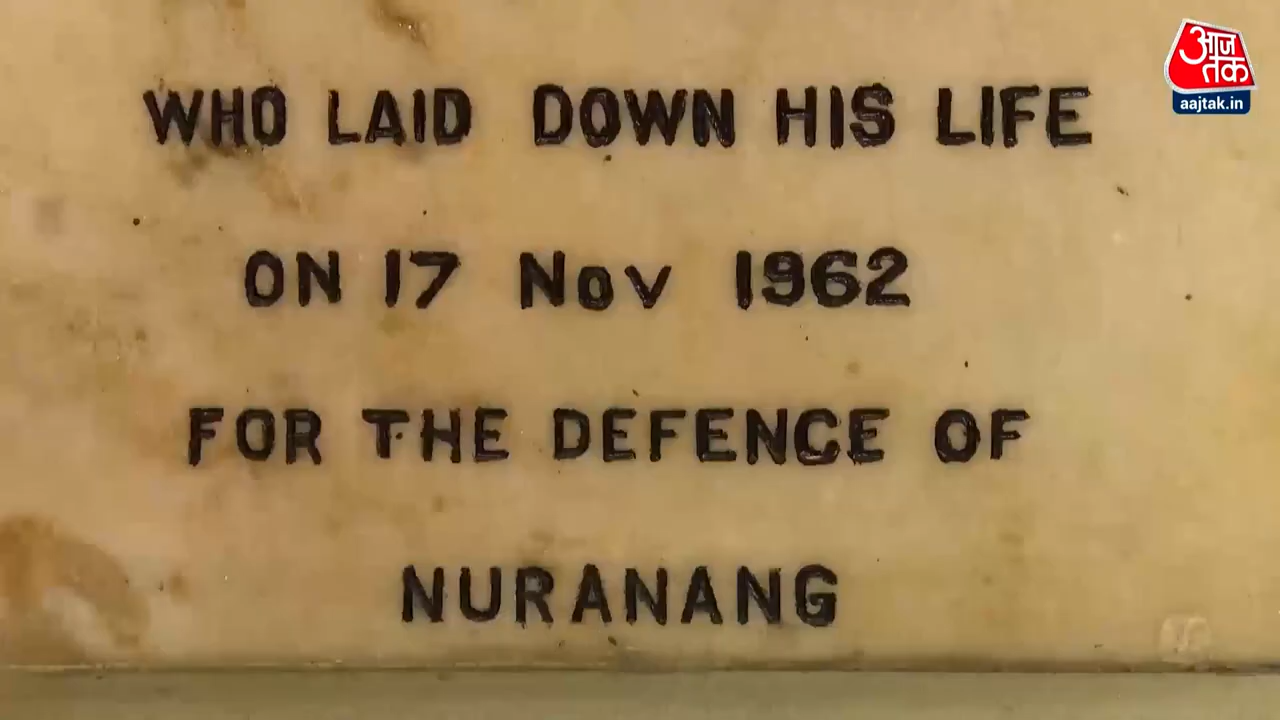 आज
तक
aajtak.in
WHO LAID DOWN HIS LIFE
ON 17 Nov 1962
FOR THE DEFENCE OF
NURANANG